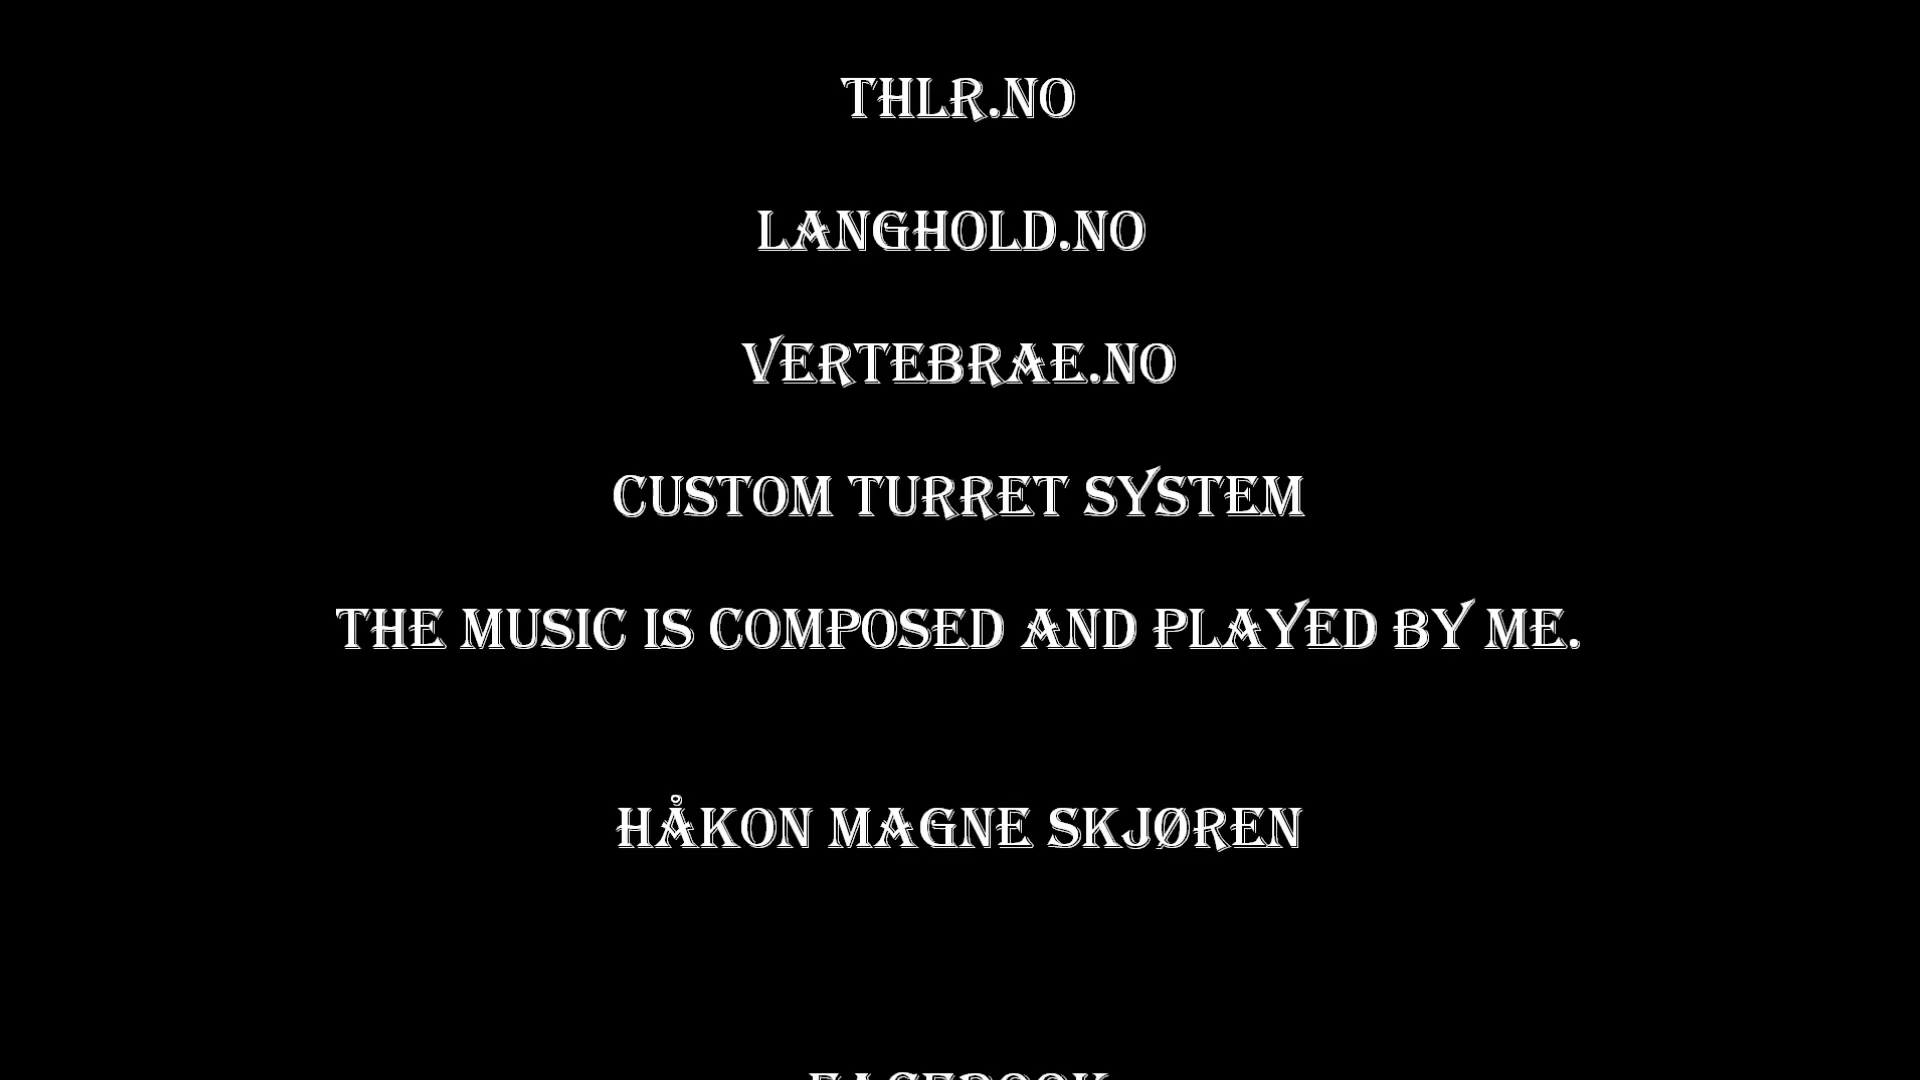 THLR.NO
LANGHOLD.NO
VERTEBRAE.NO
CUSTOM TURRET SYSTEM
THE MUSIC IS COMPOSED AND PLAYED BY ME.
HÅKON MAGNE SKJØREN
FACEBOOK